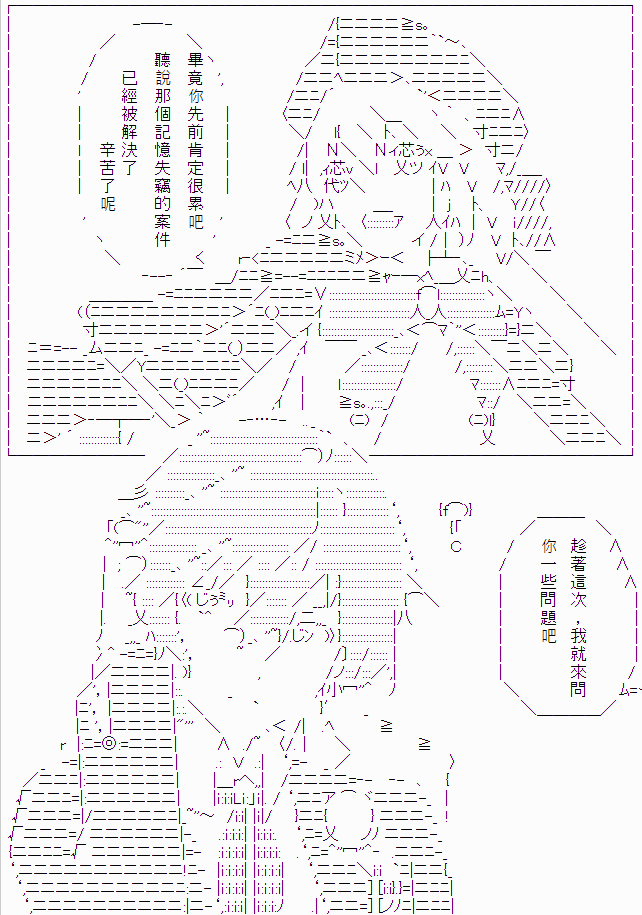 畢竟你先前肯定很累吧
聽說那個記憶失竊的案件
已經被解決了
辛苦了呢
趁著這次，我就來問
你一些問題吧